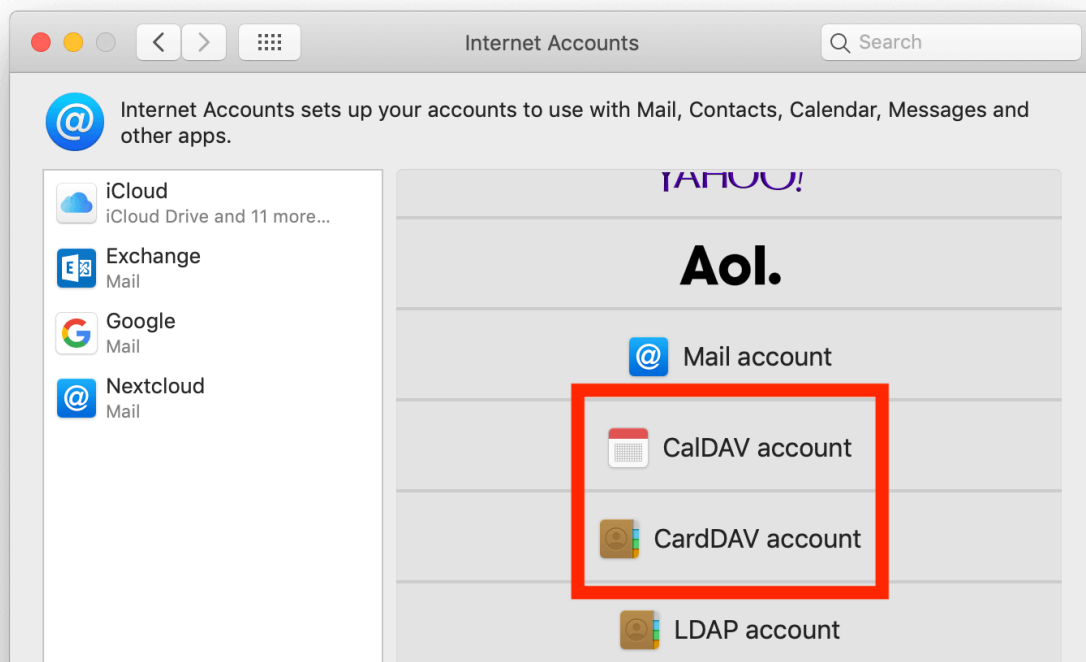 Internet Accounts
Search
Internet Accounts sets up your accounts to use with Mail, Contacts, Calendar, Messages and
other apps.
iCloud
iCloud Drive and 11 more...
Exchange
Mail
Google
Mail
Nextcloud
Mail
YAHOO!
Aol.
Mail account
CalDAV account
CardDAV account
LDAP account